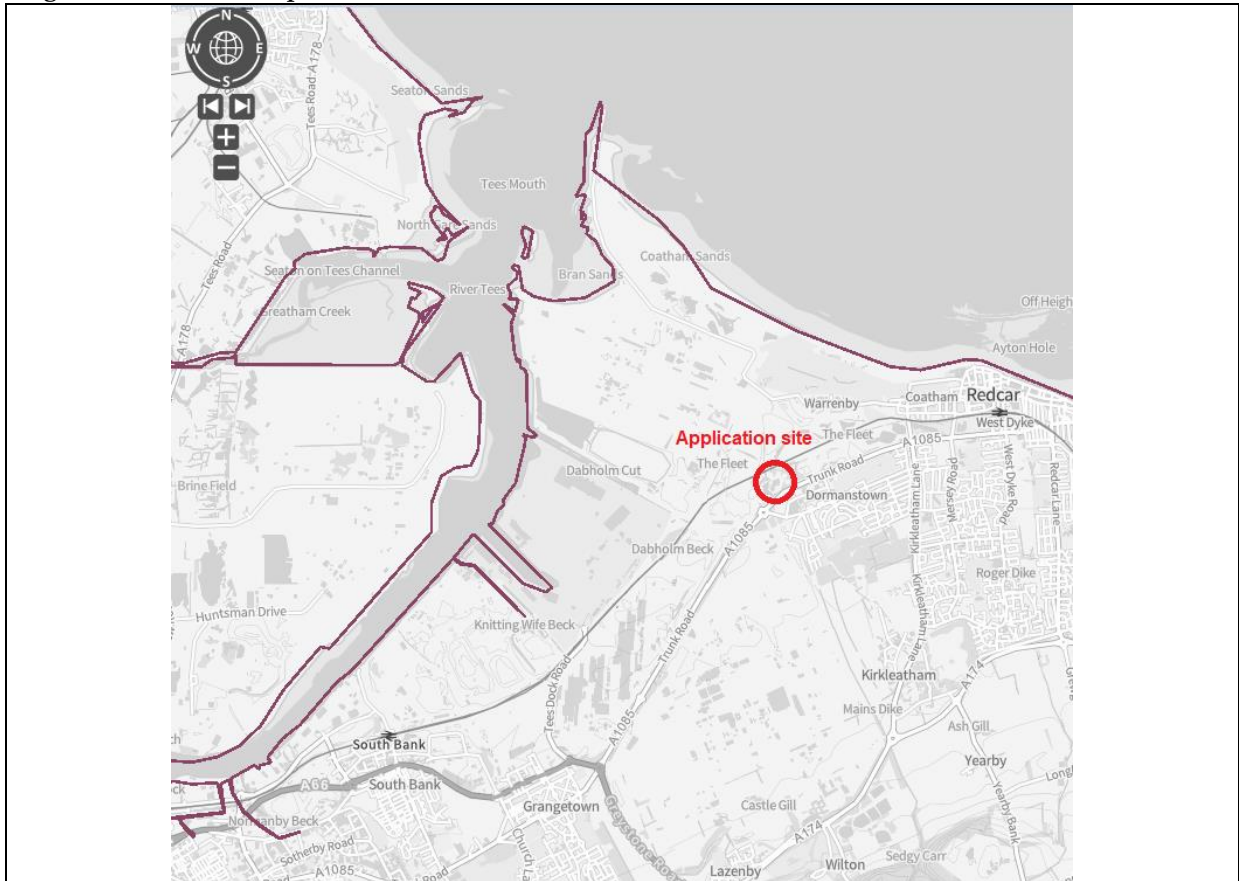 N
W
E
S
Tees Road A178
Seaton Sands
Tees Mouth
North Gare Sands
Tees Road
Coatham Sands
Seaton on Tees Channel
Bran Sands
River Tees
Off Heigh
Greatham Creek
A178
Ayton Hole
Redcar
Warrenby
Coatham
West Dyke
Application site
The Fleet
A1085
The Fleet
Trunk Road
Dabholm Cut
Brine Field
Dormanstown
Kirkleatham Lane
Mersey Road
West Dyke Road
Redcar Lane
A1085
Dabholm Beck
Roger Dike
Huntsman Drive
Knitting Wife Beck
Trunk Road
Kirkleatham Lane
Kirkleatham
A174
Tees Dock Road
Mains Dike
Ash Gill
A1085
South Bank
Yearby
A66
South Bank
Grangetown
Castle Gill
Yearby Bank
Normanby Beck
A174
Sotherby Road
A1085
Lazenby
Wilton
Sedgy Carr